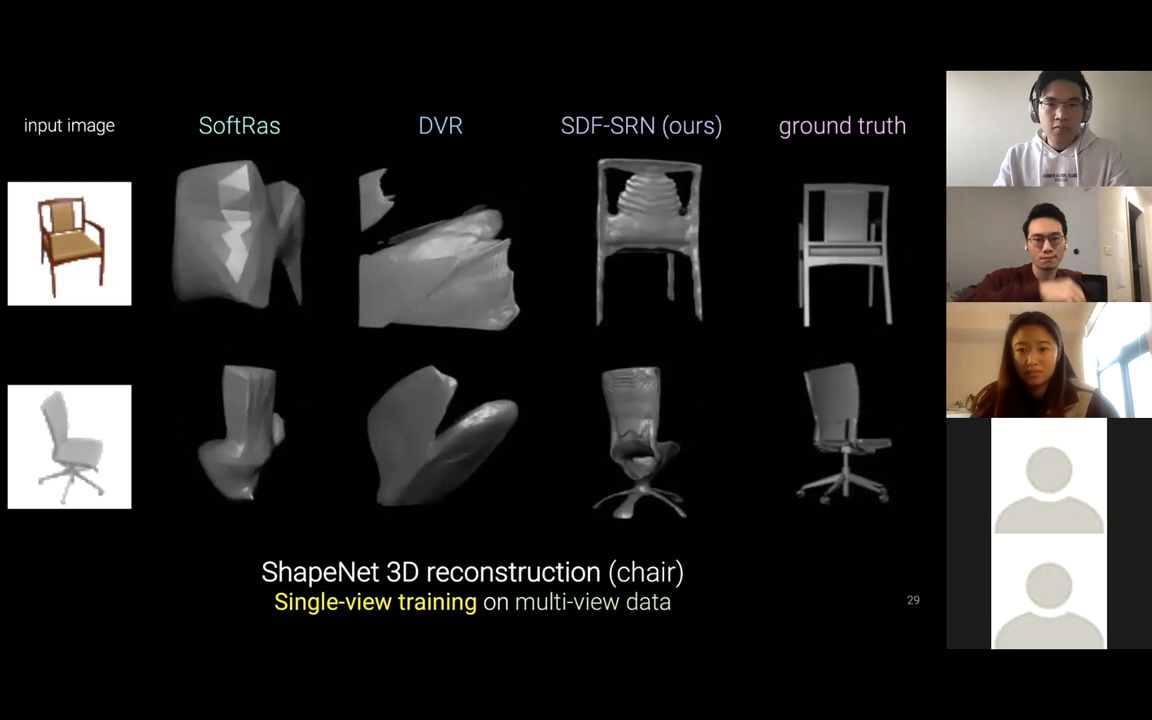 input image
SoftRas
DVR
SDF-SRN (ours)
ground truth
ShapeNet 3D reconstruction (chair)
Single-view training on multi-view data
29